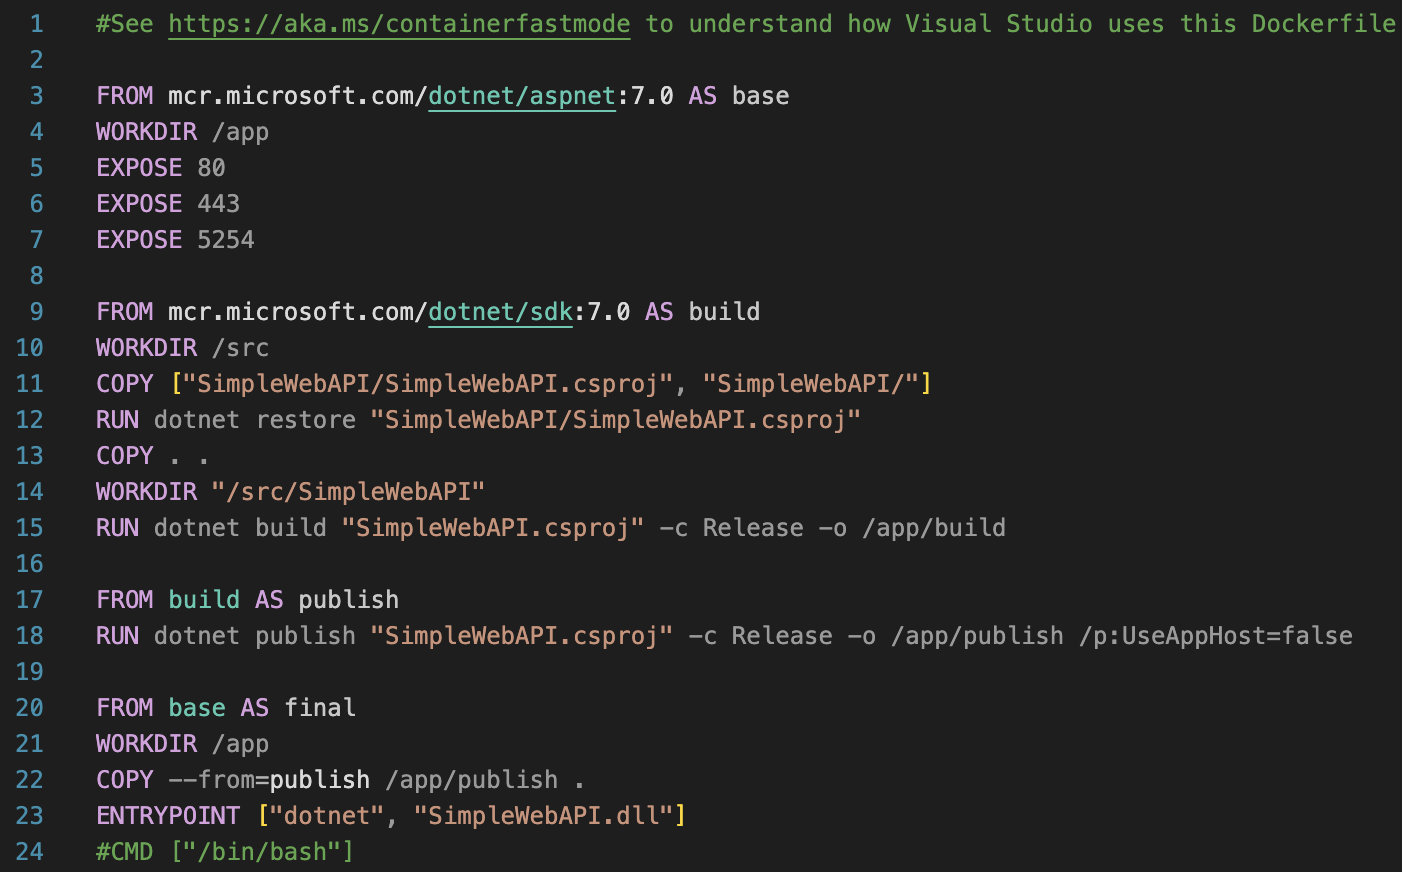 1 #See https://aka.ms/containerfastmode to understand how Visual Studio uses this Dockerfile
2
3 FROM mcr.microsoft.com/dotnet/aspnet:7.0 AS base
4 WORKDIR /app
5 EXPOSE 80
6 EXPOSE 443
7 EXPOSE 5254
8
9 FROM mcr.microsoft.com/dotnet/sdk:7.0 AS build
10 WORKDIR /src
11 COPY ["SimpleWebAPI/SimpleWebAPI.csproj", "SimpleWebAPI/"]
12 RUN dotnet restore "SimpleWebAPI/SimpleWebAPI.csproj"
13 COPY . .
14 WORKDIR "/src/SimpleWebAPI"
15 RUN dotnet build "SimpleWebAPI.csproj" -c Release -o /app/build
16
17 FROM build AS publish
18 RUN dotnet publish "SimpleWebAPI.csproj" -c Release -o /app/publish /p:UseAppHost=false
19
20 FROM base AS final
21 WORKDIR /app
22 COPY --from=publish /app/publish .
23 ENTRYPOINT ["dotnet", "SimpleWebAPI.dll"]
24 #CMD ["/bin/bash"]